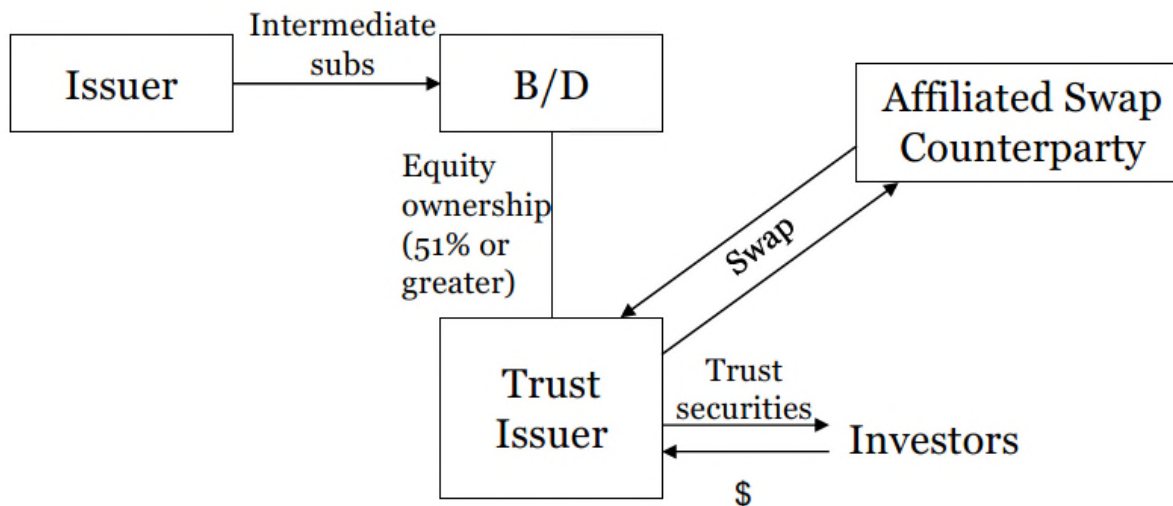 Issuer
Intermediate
subs
B/D
Affiliated Swap
Counterparty
Equity
ownership
(51% or
greater)
Swap
Trust
Issuer
Trust
securities
Investors
$